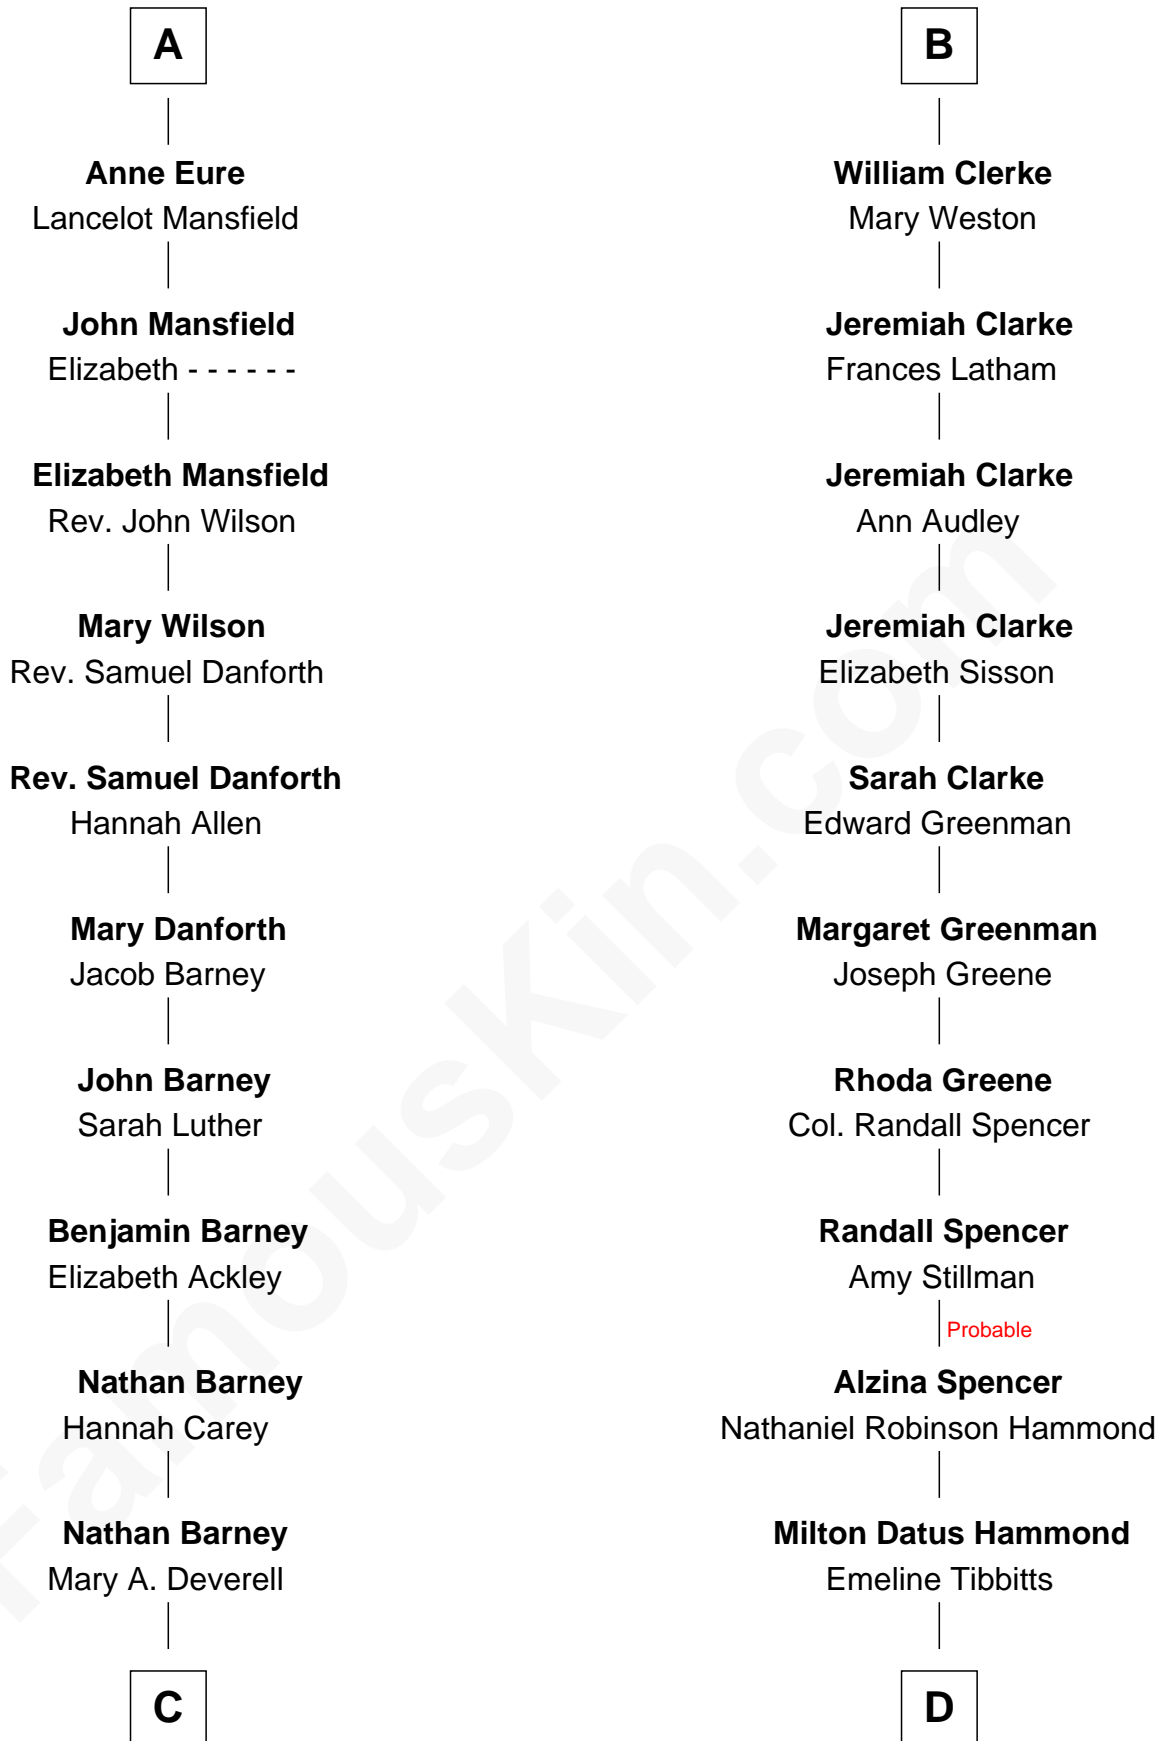 A
Anne Eure
Lancelot Mansfield
John Mansfield
Elizabeth - - - - - -
Elizabeth Mansfield
Rev. John Wilson
Mary Wilson
Rev. Samuel Danforth
Rev. Samuel Danforth
Hannah Allen
Mary Danforth
Jacob Barney
John Barney
Sarah Luther
Benjamin Barney
Elizabeth Ackley
Nathan Barney
Hannah Carey
Nathan Barney
Mary A. Deverell
C
B
William Clerke
Mary Weston
Jeremiah Clarke
Frances Latham
Jeremiah Clarke
Ann Audley
Jeremiah Clarke
Elizabeth Sisson
Sarah Clarke
Edward Greenman
Margaret Greenman
Joseph Greene
Rhoda Greene
Col. Randall Spencer
Randall Spencer
Amy Stillman
Probable
Alzina Spencer
Nathaniel Robinson Hammond
Milton Datus Hammond
Emeline Tibbitts
D
FamousKin.com